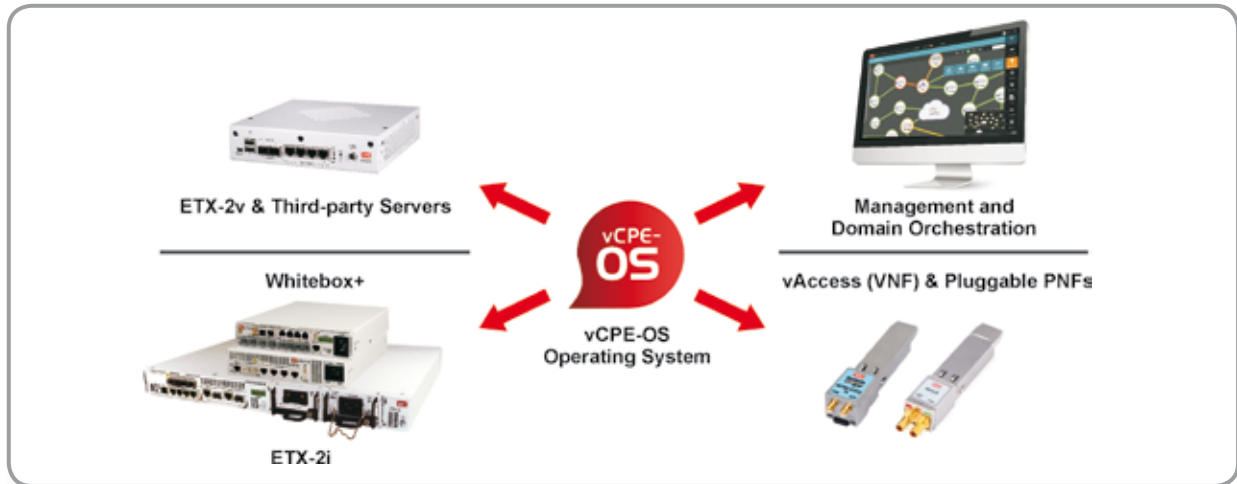 ETX-2v & Third-party Servers
Management and
Domain Orchestration
vCPE-
OS
Whitebox+
vAccess (VNF) & Pluggable PNFs
vCPE-OS
Operating System
ETX-2i